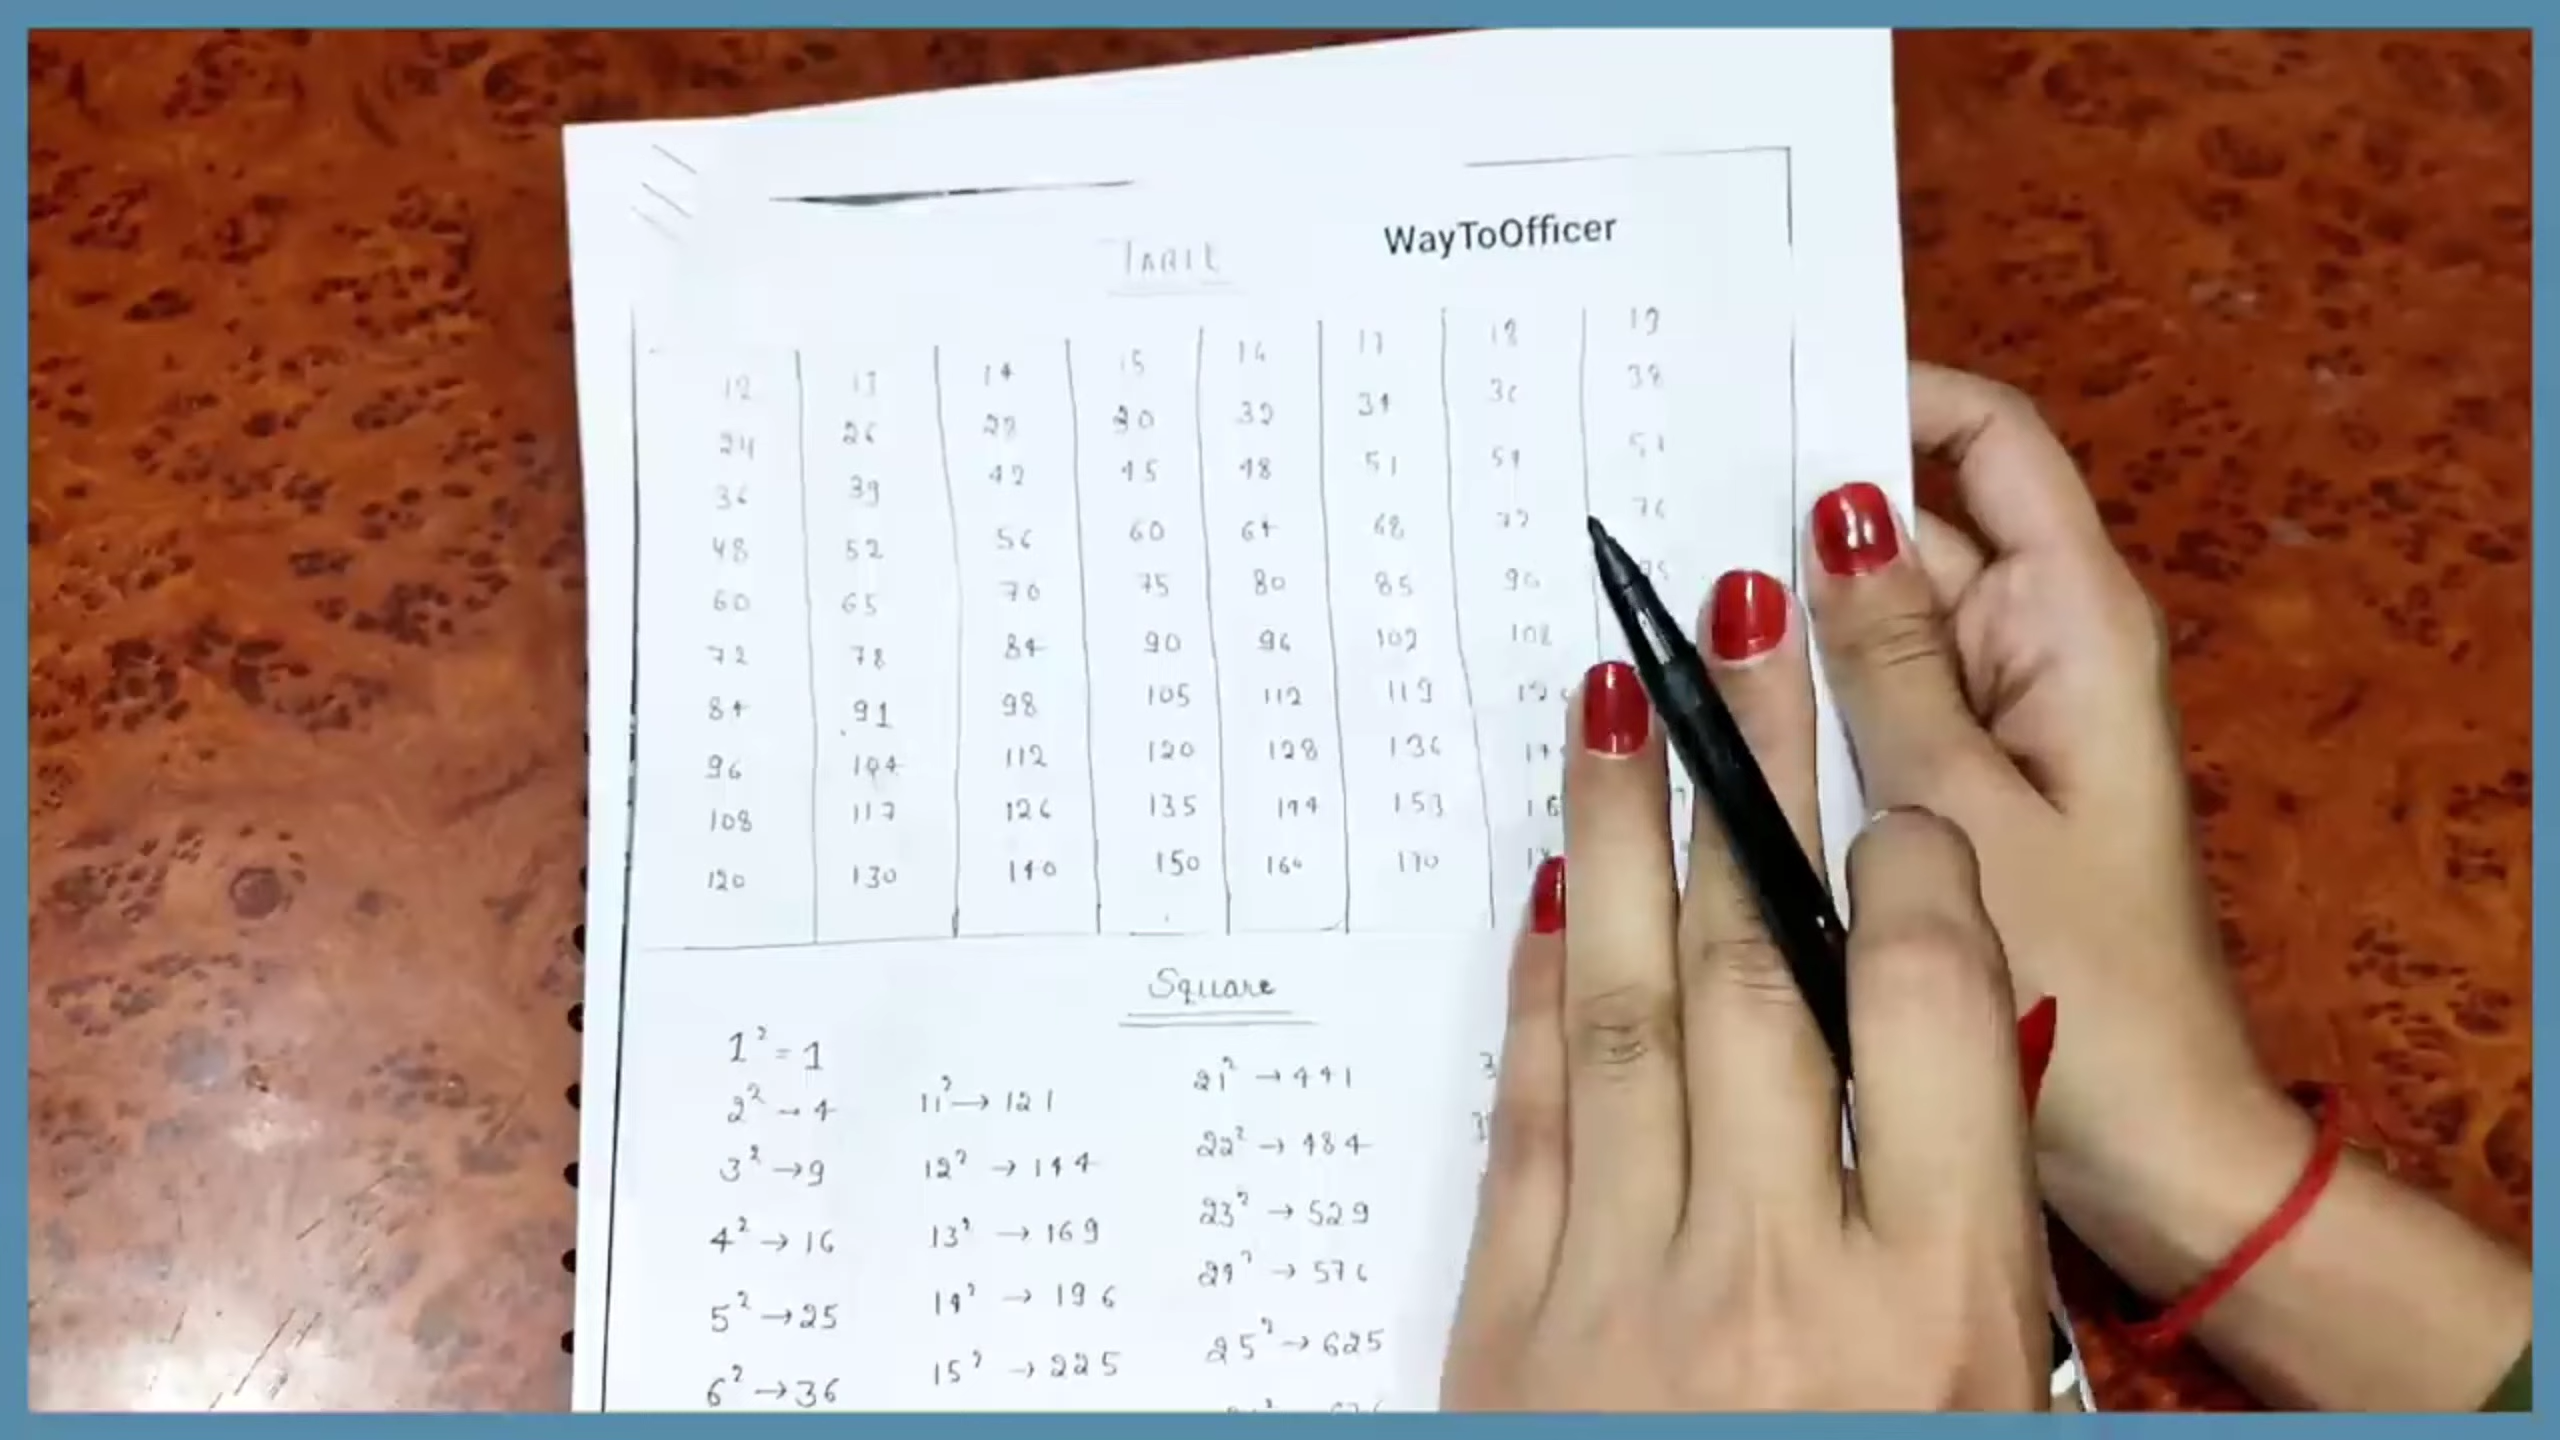 WayToOfficer
TABLE
12 13 14 15 16 17 18 19
24 26 28 30 32 34 36 38
36 39 42 45 48 51 54 57
48 52 56 60 64 68 72 76
60 65 70 75 80 85 90 95
72 78 84 90 96 102 108
84 91 98 105 112 119 126
96 104 112 120 128 136
108 117 126 135 144 153
120 130 140 150 160 170
Square
1² = 1
2² → 4 11² → 121 21² → 441
3² → 9 12² → 144 22² → 484
4² → 16 13² → 169 23² → 529
5² → 25 14² → 196 24² → 576
6² → 36 15² → 225 25² → 625